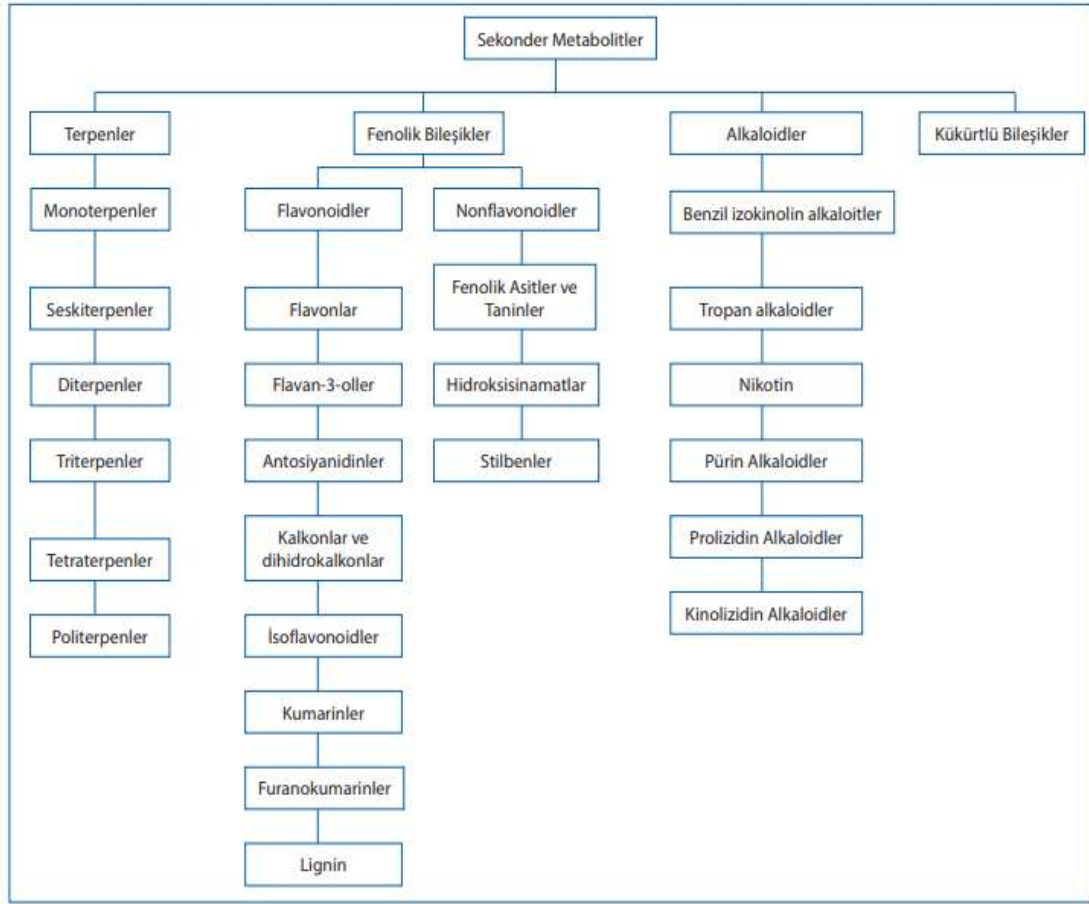 Sekonder Metabolitler
Terpenler
Fenolik Bileşikler
Alkaloidler
Kükürtlü Bileşikler
Monoterpenler
Flavonoidler
Nonflavonoidler
Benzil izokinolin alkaloitler
Seskiterpenler
Flavonlar
Fenolik Asitler ve
Taninler
Tropan alkaloidler
Diterpenler
Flavan-3-oller
Hidroksisinamatlar
Nikotin
Triterpenler
Antosiyanidinler
Stilbenler
Pürin Alkaloidler
Tetraterpenler
Kalkonlar ve
dihidrokalkonlar
Prolizidin Alkaloidler
Politerpenler
İsoflavonoidler
Kinolizidin Alkaloidler
Kumarinler
Furanokumarinler
Lignin